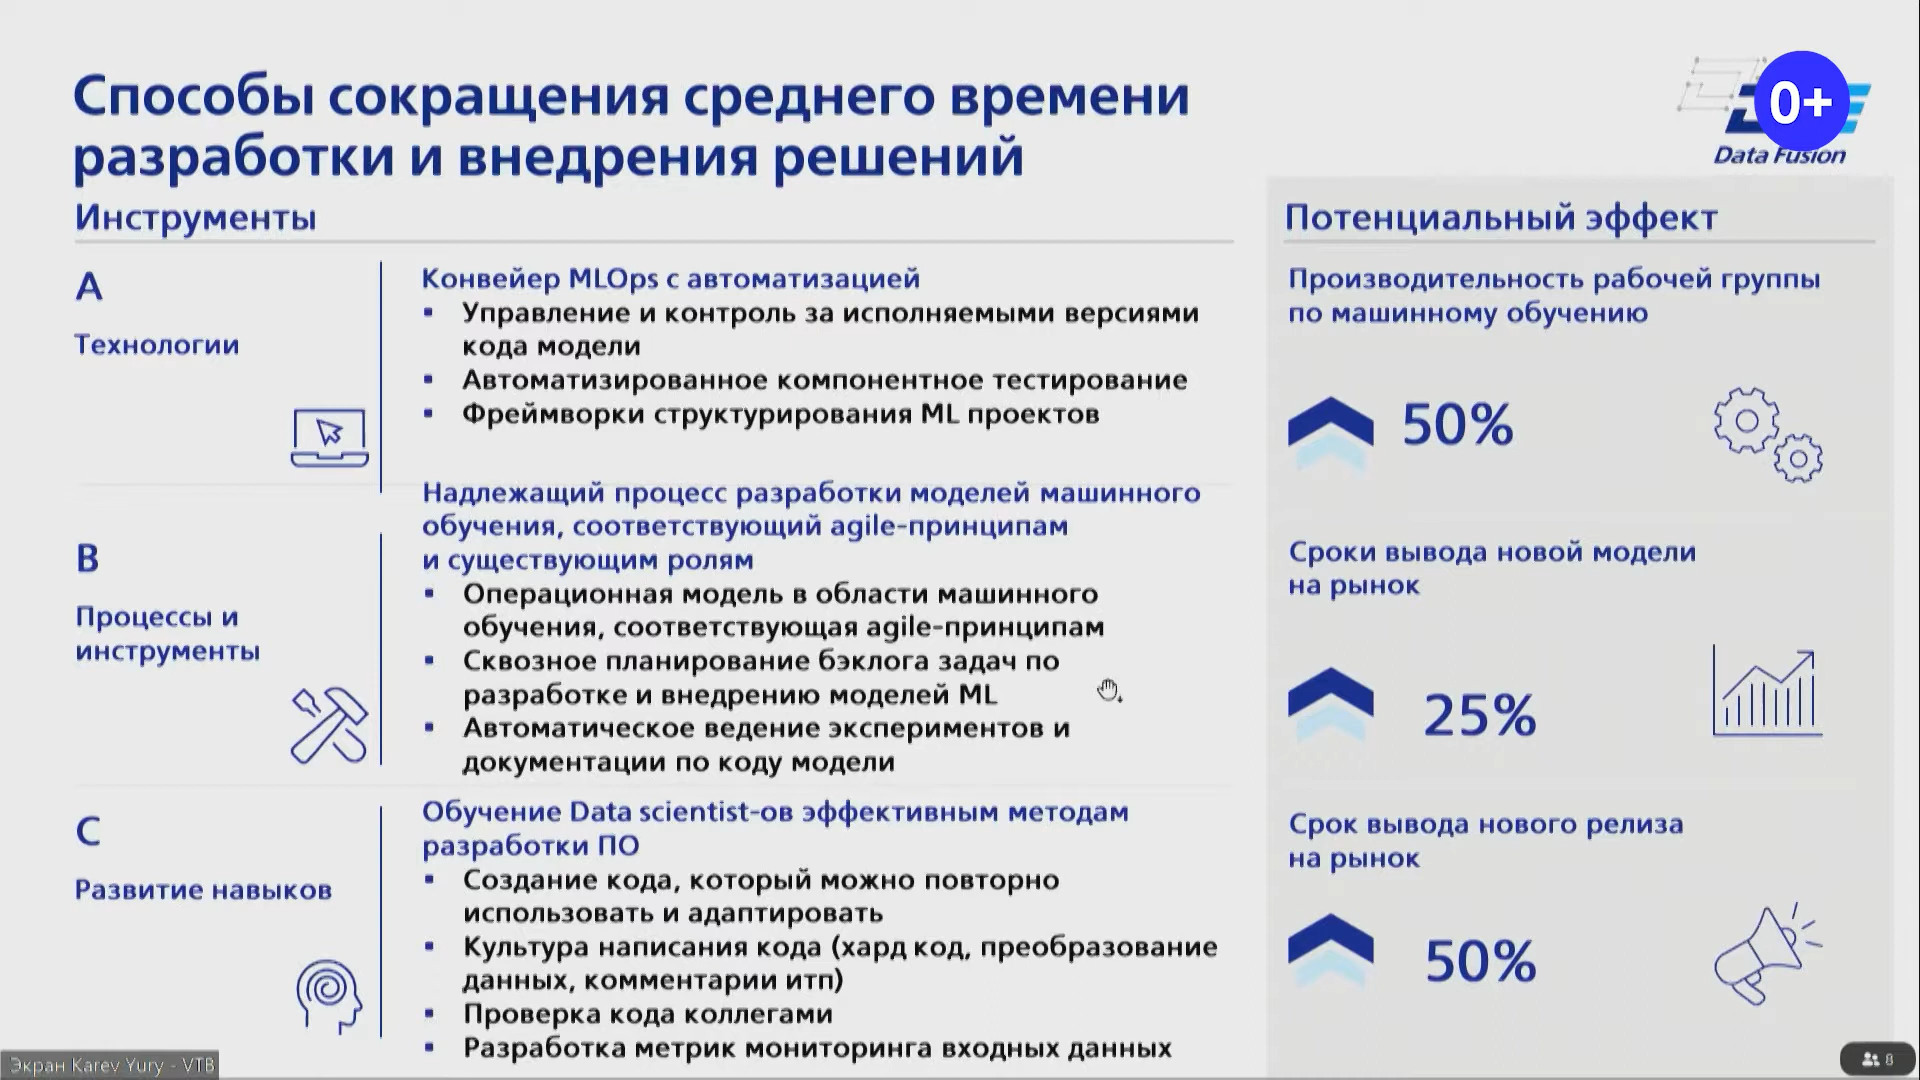 Способы сокращения среднего времени
разработки и внедрения решений
0+
Data Fusion
Инструменты
A
Технологии
Конвейер MLOps с автоматизацией
▪ Управление и контроль за исполняемыми версиями
кода модели
▪ Автоматизированное компонентное тестирование
▪ Фреймворки структурирования ML проектов
B
Процессы и
инструменты
Надлежащий процесс разработки моделей машинного
обучения, соответствующий agile-принципам
и существующим ролям
▪ Операционная модель в области машинного
обучения, соответствующая agile-принципам
▪ Сквозное планирование бэклога задач по
разработке и внедрению моделей ML
▪ Автоматическое ведение экспериментов и
документации по коду модели
C
Развитие навыков
Обучение Data scientist-ов эффективным методам
разработки ПО
▪ Создание кода, который можно повторно
использовать и адаптировать
▪ Культура написания кода (хард код, преобразование
данных, комментарии итп)
▪ Проверка кода коллегами
▪ Разработка метрик мониторинга входных данных
Потенциальный эффект
Производительность рабочей группы
по машинному обучению
50%
Сроки вывода новой модели
на рынок
25%
Срок вывода нового релиза
на рынок
50%
Экран Karev Yury - VTB
8